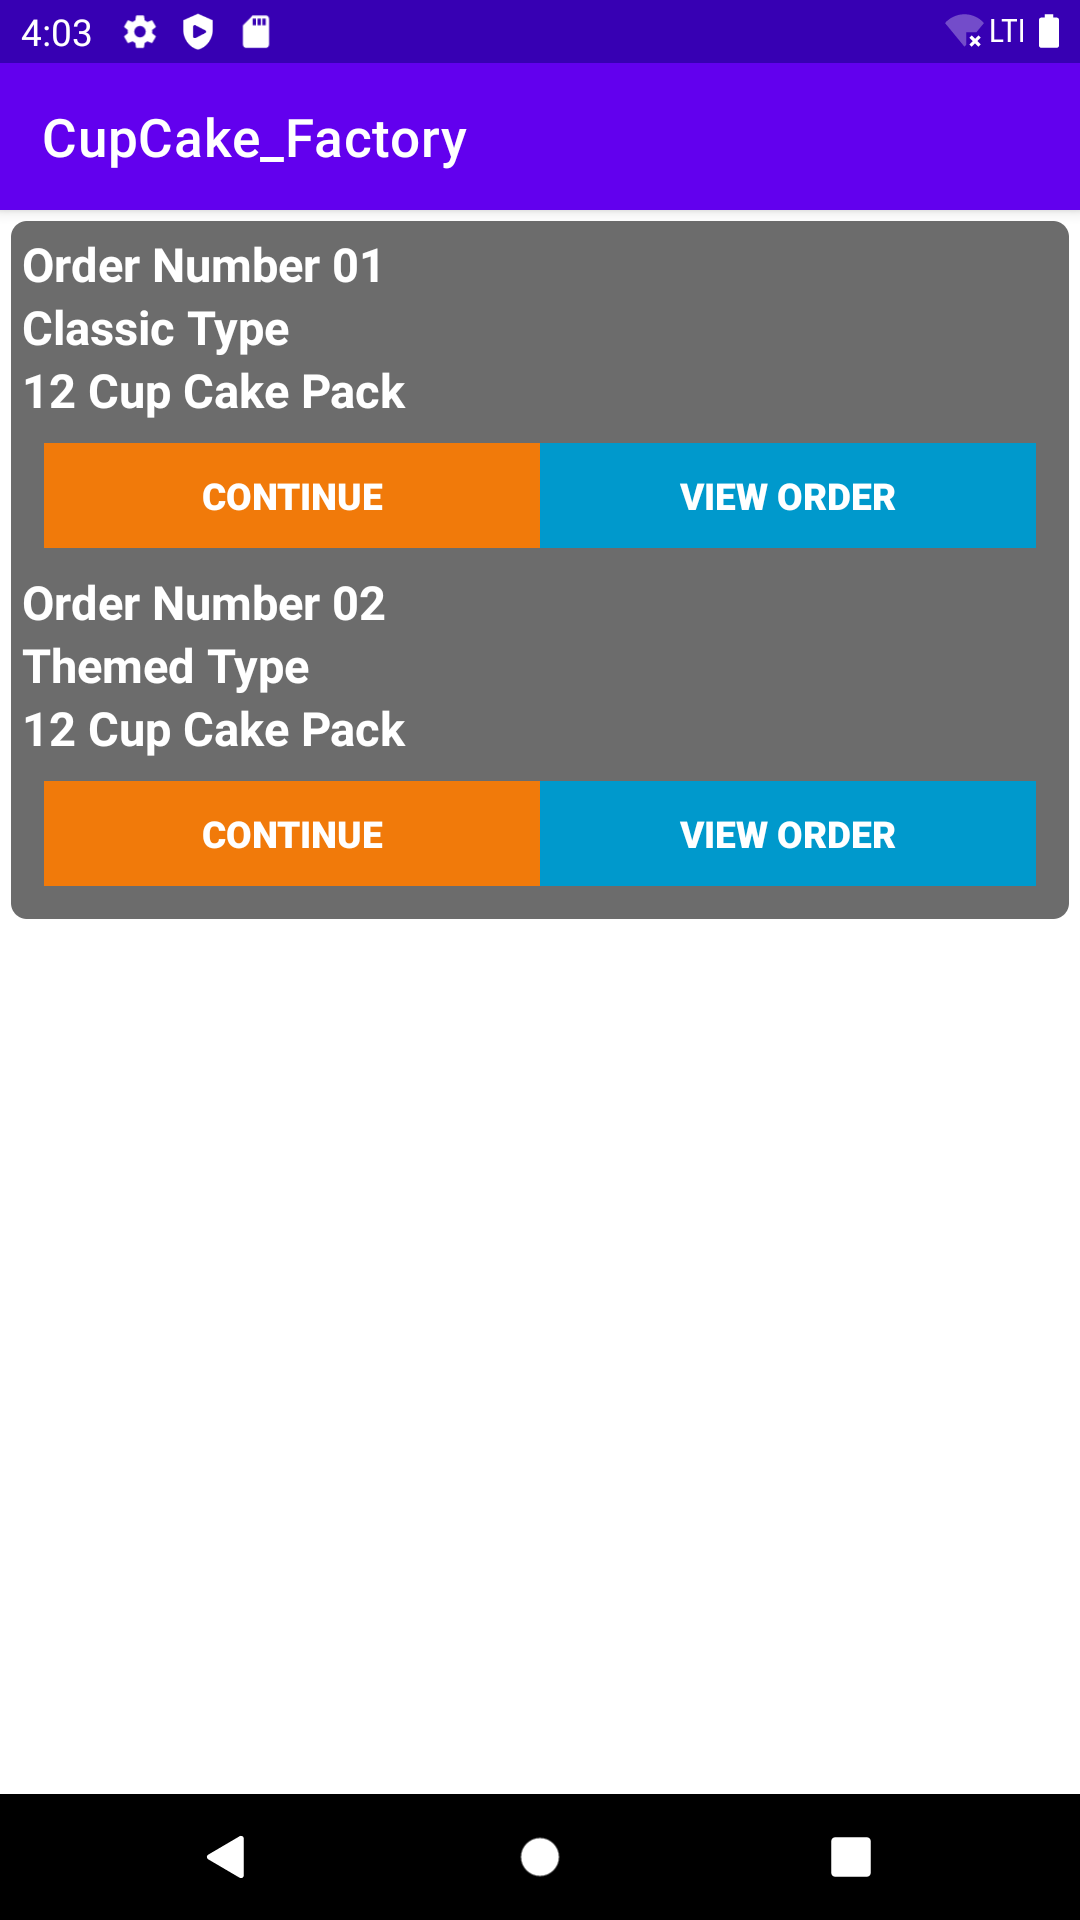 4:03
LTI
CupCake_Factory
Order Number 01
Classic Type
12 Cup Cake Pack
CONTINUE VIEW ORDER
Order Number 02
Themed Type
12 Cup Cake Pack
CONTINUE VIEW ORDER